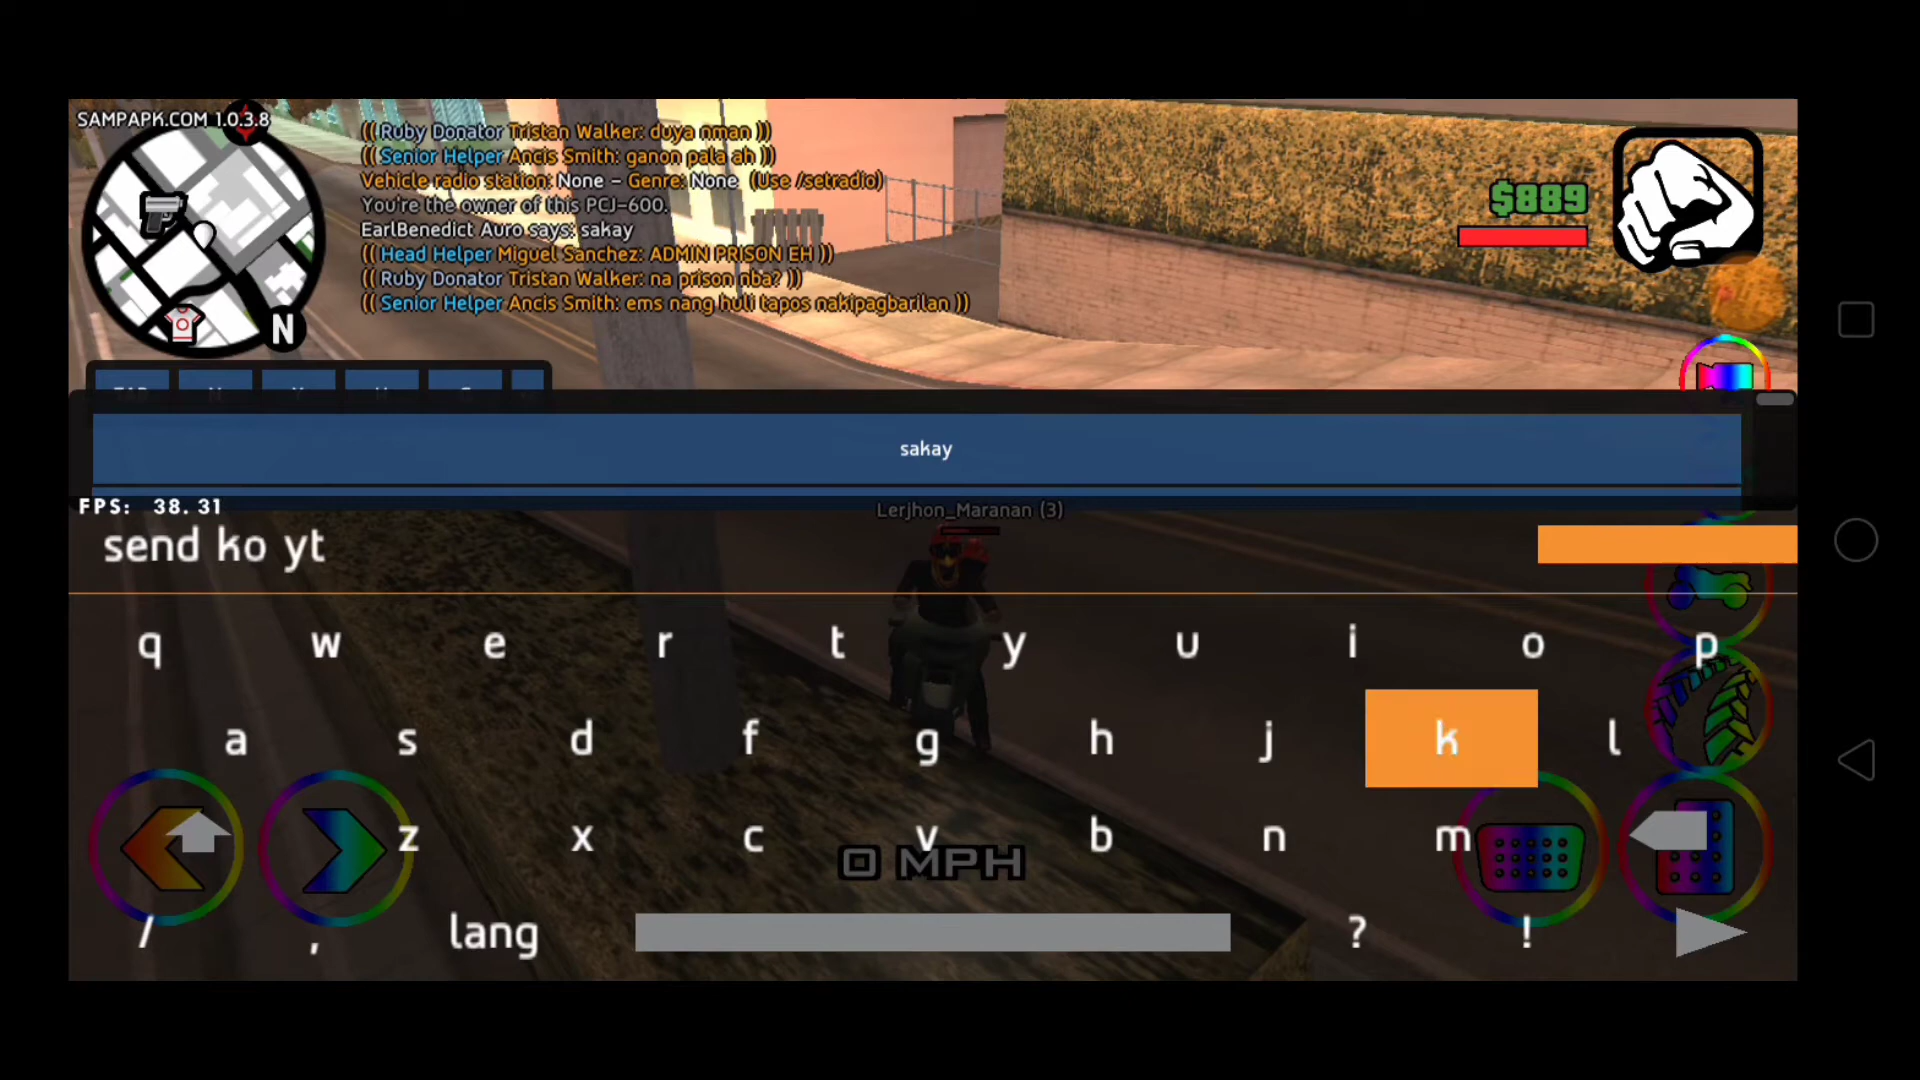 SAMPAPK.COM 1.0.3.8
(( Ruby Donator Tristan Walker: duya nman ))
(( Senior Helper Ancis Smith: ganon pala ah ))
Vehicle radio station: None - Genre: None (Use /setradio)
You're the owner of this PCJ-600.
EarlBenedict Auro says: sakay
(( Head Helper Miguel Sanchez: ADMIN PRISON EH ))
(( Ruby Donator Tristan Walker: na prison nba? ))
(( Senior Helper Ancis Smith: ems nang huli tapos nakipagbarilan ))
$889
N
sakay
FPS: 38.31
Lerjhon_Maranan (3)
send ko yt
q w e r t y u i o p
a s d f g h j k l
z x c v b n m
0 MPH
/ , lang ? !